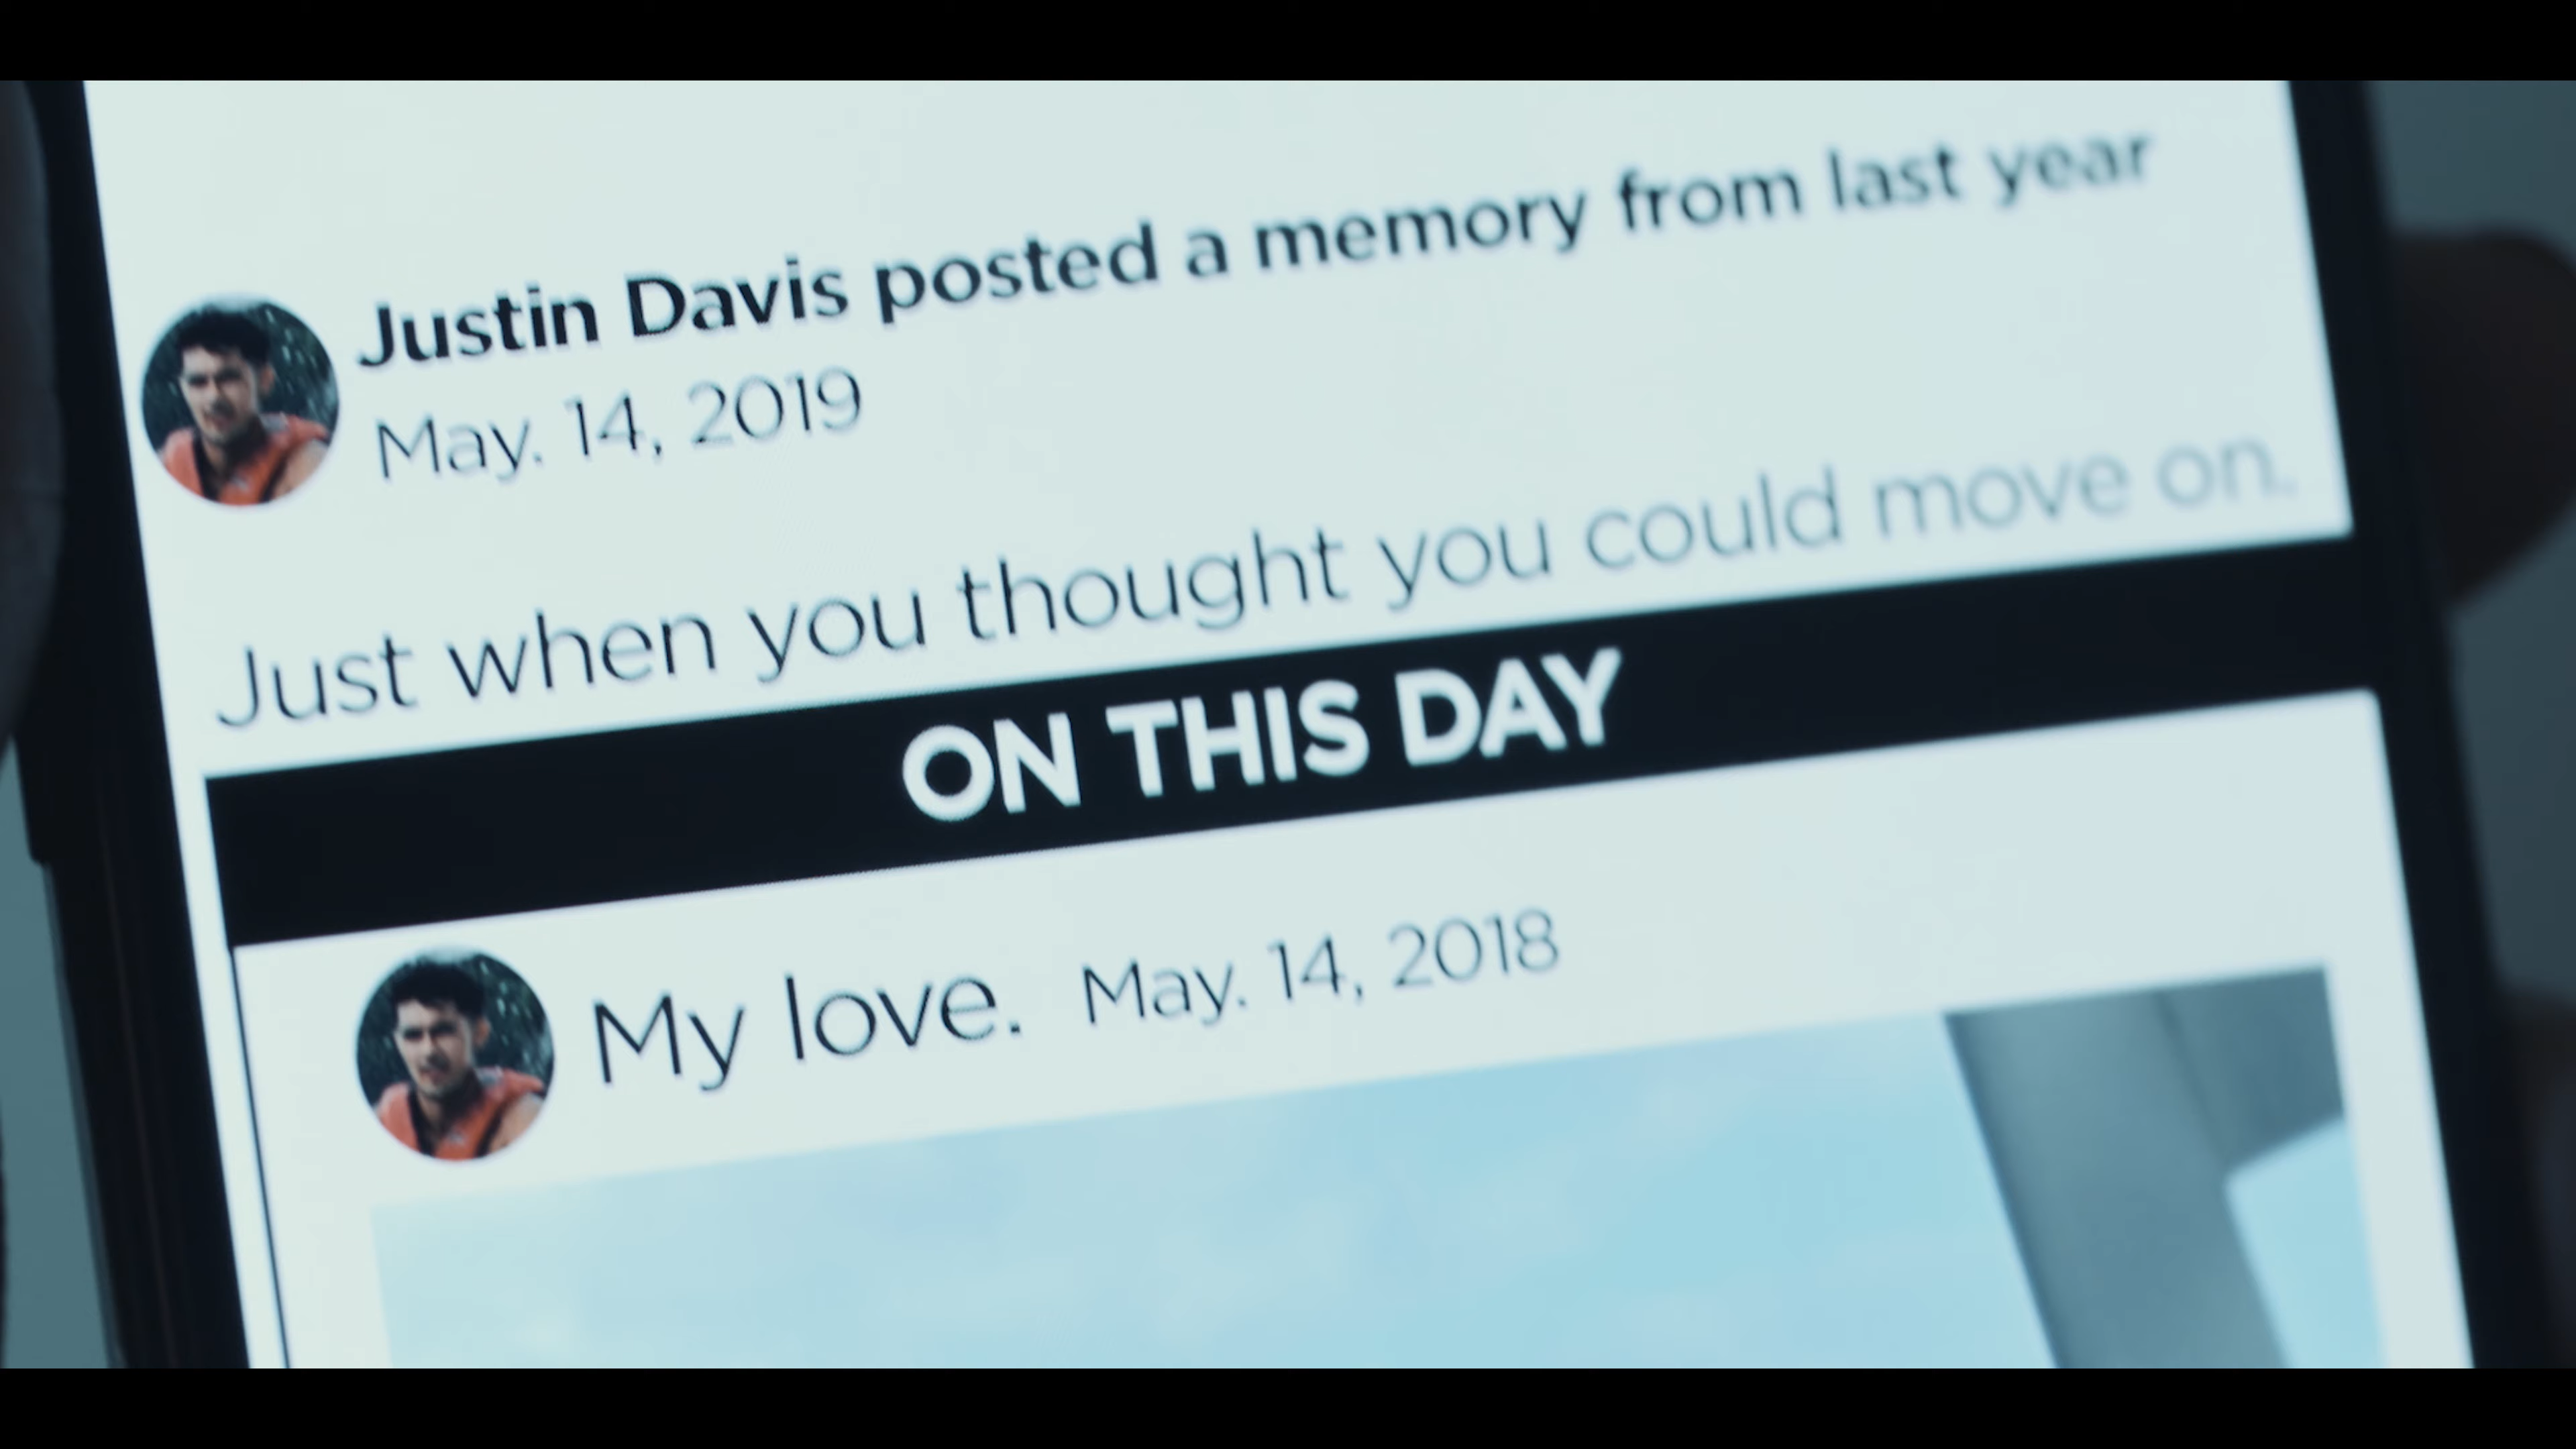 Justin Davis posted a memory from last year
May. 14, 2019
Just when you thought you could move on.
ON THIS DAY
My love. May. 14, 2018